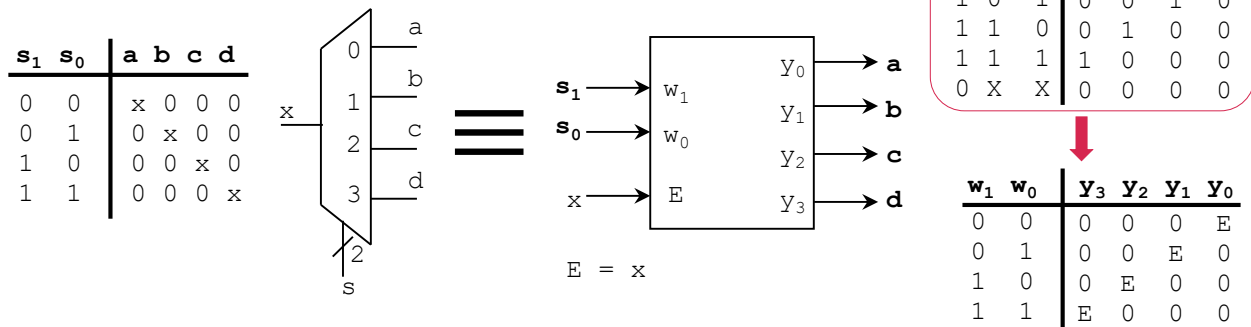 s1 s0 a b c d
0 0 x 0 0 0
0 1 0 x 0 0
1 0 0 0 x 0
1 1 0 0 0 x
x
0
1
2
3
a
b
c
d
2
s
s1
s0
x
w1
w0
E
y0
y1
y2
y3
a
b
c
d
E = x
1 0 1 0 0 1 0
1 1 0 0 1 0 0
1 1 1 1 0 0 0
0 X X 0 0 0 0
w1 w0 y3 y2 y1 y0
0 0 0 0 0 E
0 1 0 0 E 0
1 0 0 E 0 0
1 1 E 0 0 0